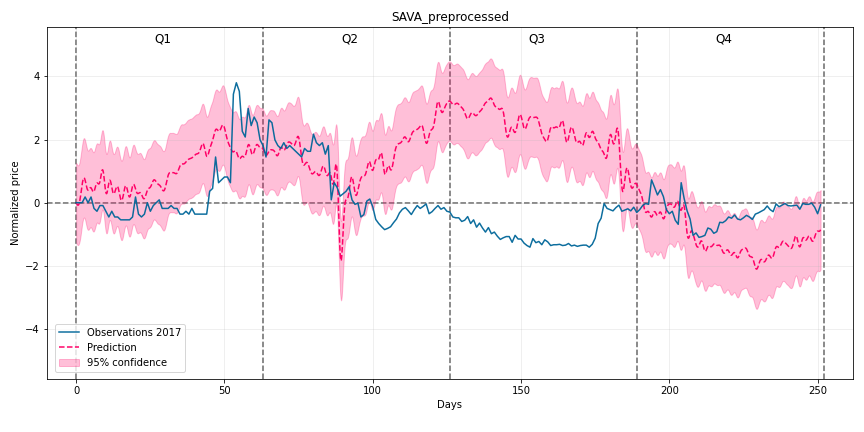 SAVA_preprocessed
Q1
Q2
Q3
Q4
4
2
0
−2
−4
Normalized price
Observations 2017
Prediction
95% confidence
0
50
100
150
200
250
Days